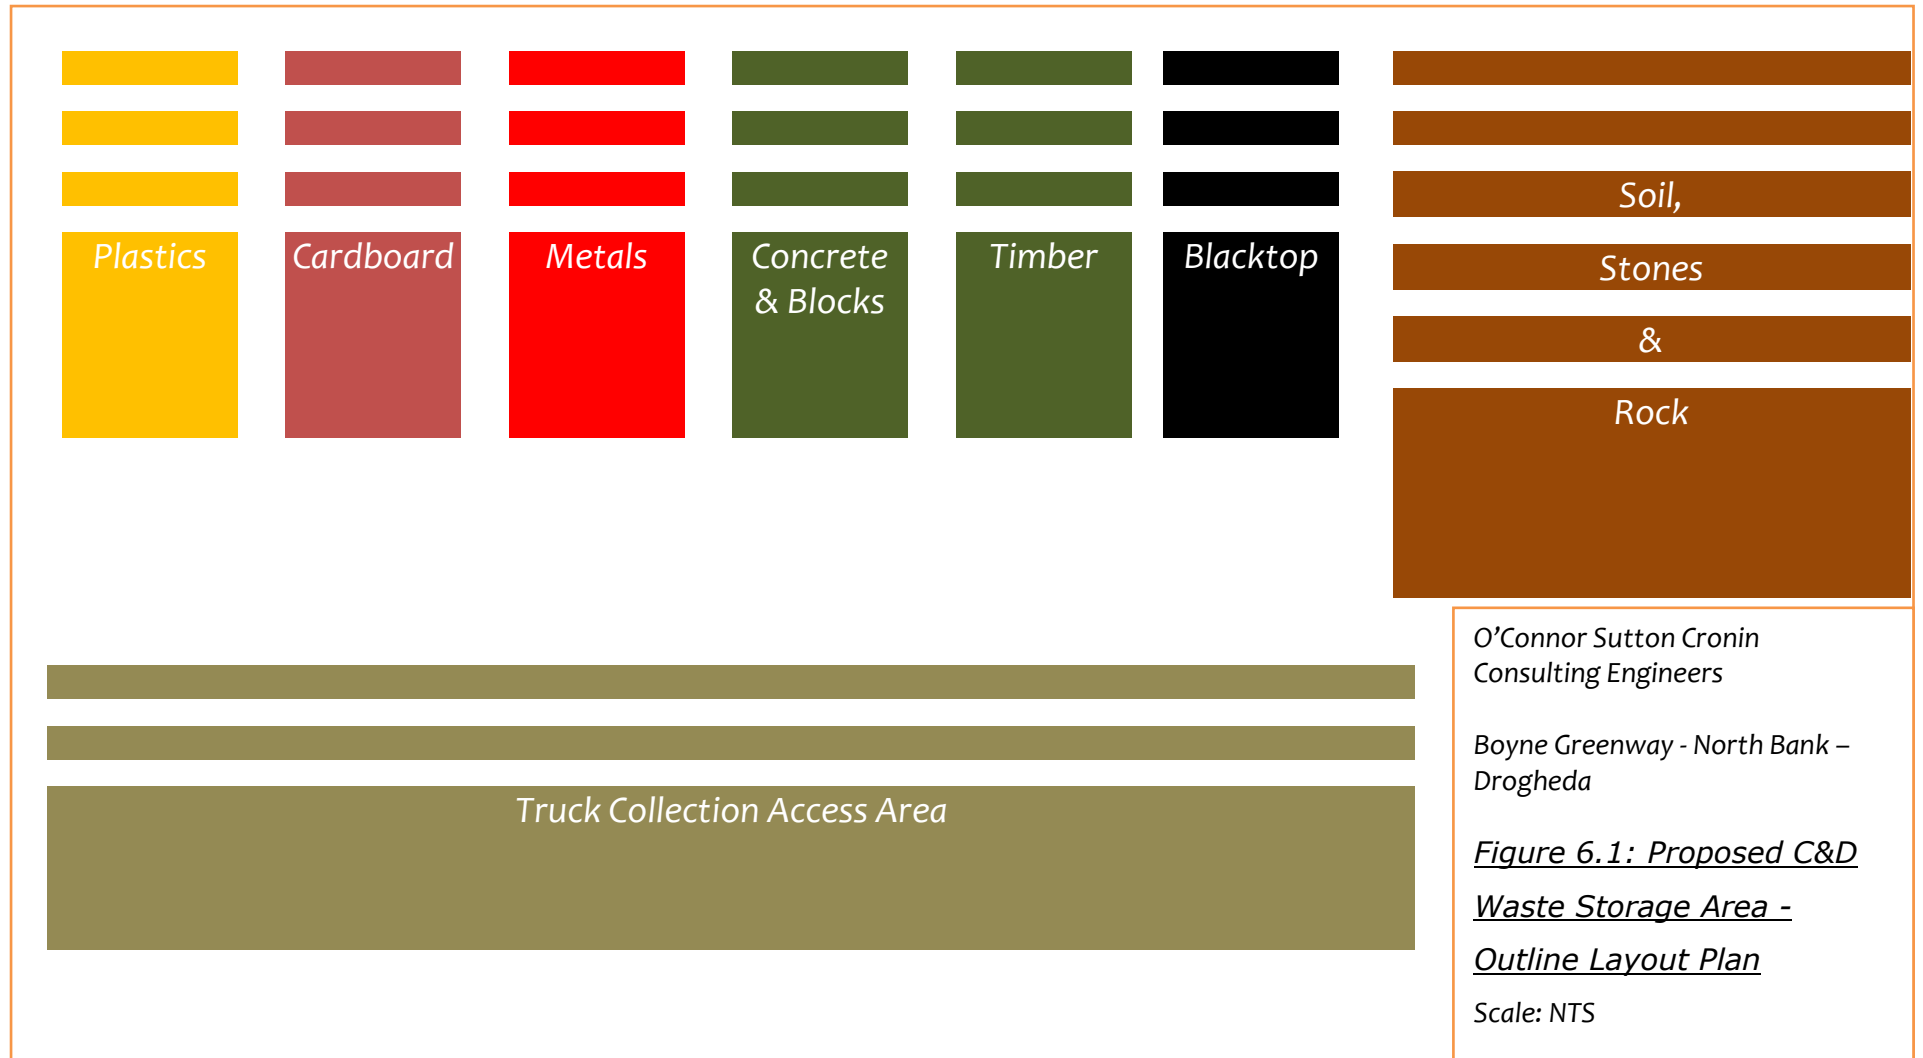 Plastics
Cardboard
Metals
Concrete
& Blocks
Timber
Blacktop
Soil,
Stones
&
Rock
Truck Collection Access Area
O’Connor Sutton Cronin
Consulting Engineers
Boyne Greenway - North Bank –
Drogheda
Figure 6.1: Proposed C&D
Waste Storage Area -
Outline Layout Plan
Scale: NTS